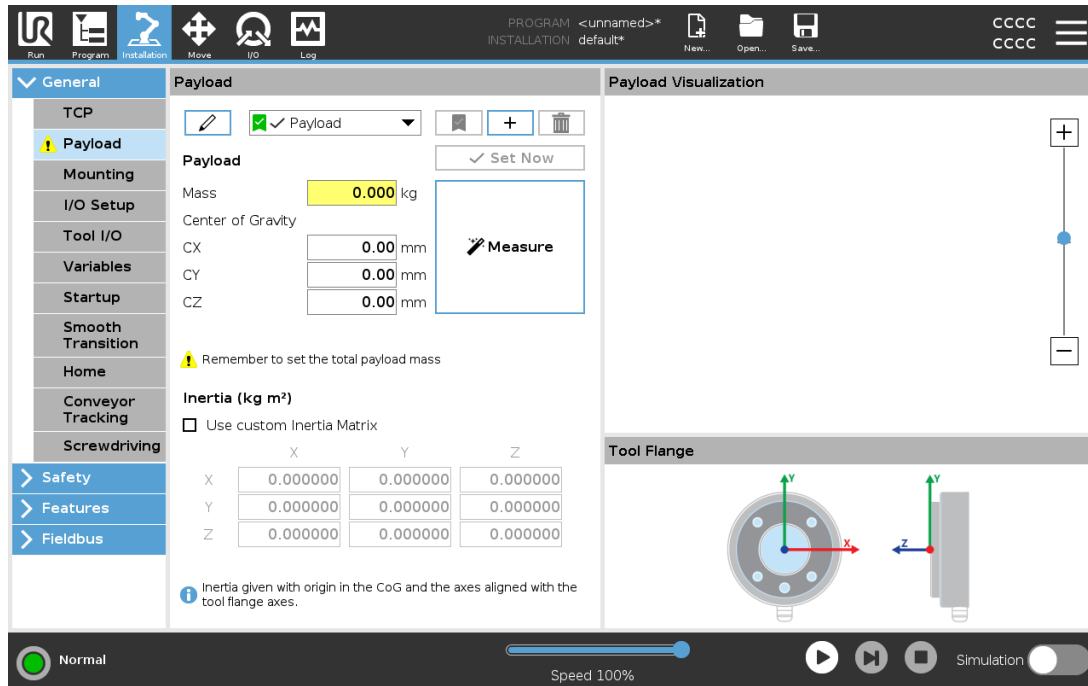 PROGRAM <unnamed>*
INSTALLATION default*
Run
Program
Installation
Move
I/O
Log
New...
Open...
Save...
CCCC
CCCC
General
TCP
Payload
Mounting
I/O Setup
Tool I/O
Variables
Startup
Smooth
Transition
Home
Conveyor
Tracking
Screwdriving
Safety
Features
Fieldbus
Payload
Payload
Payload
Set Now
Mass 0.000 kg
Center of Gravity
CX 0.00 mm
CY 0.00 mm
CZ 0.00 mm
Measure
Remember to set the total payload mass
Inertia (kg m²)
Use custom Inertia Matrix
X Y Z
X 0.000000 0.000000 0.000000
Y 0.000000 0.000000 0.000000
Z 0.000000 0.000000 0.000000
Inertia given with origin in the CoG and the axes aligned with the
tool flange axes.
Payload Visualization
Tool Flange
Y
X
Y
Z
Normal
Speed 100%
Simulation